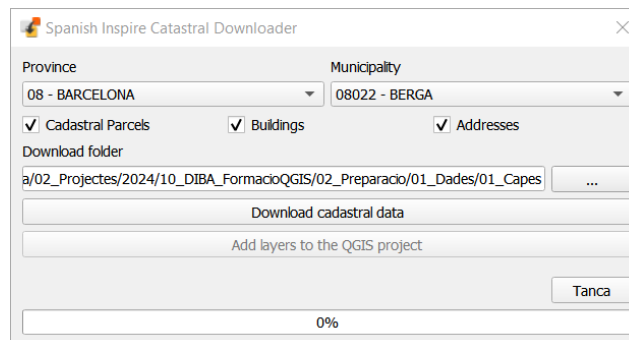 Spanish Inspire Catastral Downloader
Province Municipality
08 - BARCELONA 08022 - BERGA
Cadastral Parcels Buildings Addresses
Download folder
a/02_Projectes/2024/10_DIBA_FormacioQGIS/02_Preparacio/01_Dades/01_Capes ...
Download cadastral data
Add layers to the QGIS project
Tanca
0%